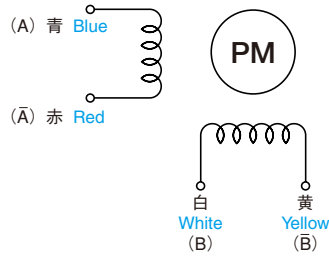 (A) 青 Blue
PM
(Ā) 赤 Red
白 黄
White Yellow
(B) (B̄)